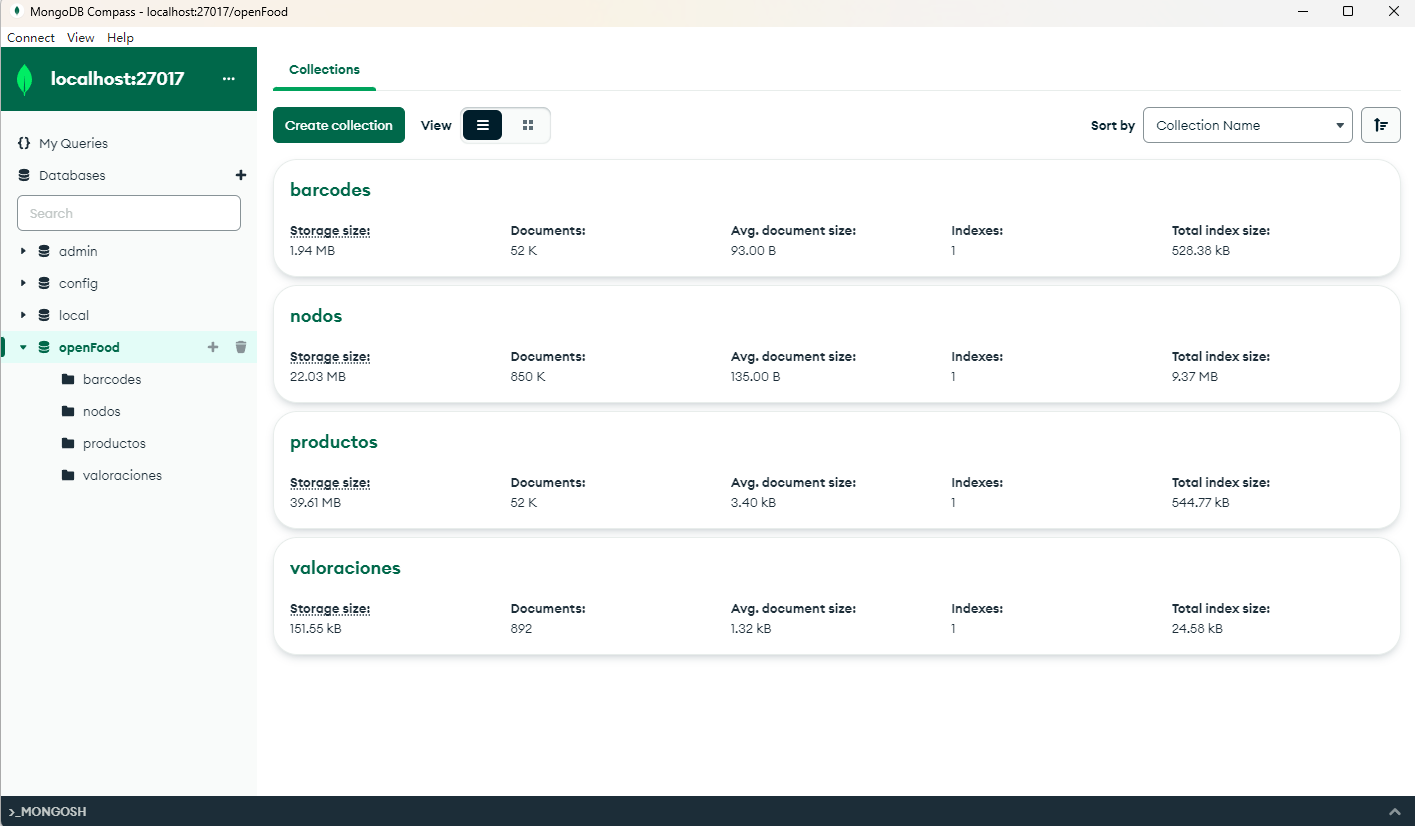 MongoDB Compass - localhost:27017/openFood
Connect View Help
localhost:27017 ...
{} My Queries
Databases +
Search
admin
config
local
openFood +
barcodes
nodos
productos
valoraciones
Collections
Create collection View Sort by Collection Name
barcodes
Storage size: Documents: Avg. document size: Indexes: Total index size:
1.94 MB 52 K 93.00 B 1 528.38 kB
nodos
Storage size: Documents: Avg. document size: Indexes: Total index size:
22.03 MB 850 K 135.00 B 1 9.37 MB
productos
Storage size: Documents: Avg. document size: Indexes: Total index size:
39.61 MB 52 K 3.40 kB 1 544.77 kB
valoraciones
Storage size: Documents: Avg. document size: Indexes: Total index size:
151.55 kB 892 1.32 kB 1 24.58 kB
>_MONGOSH